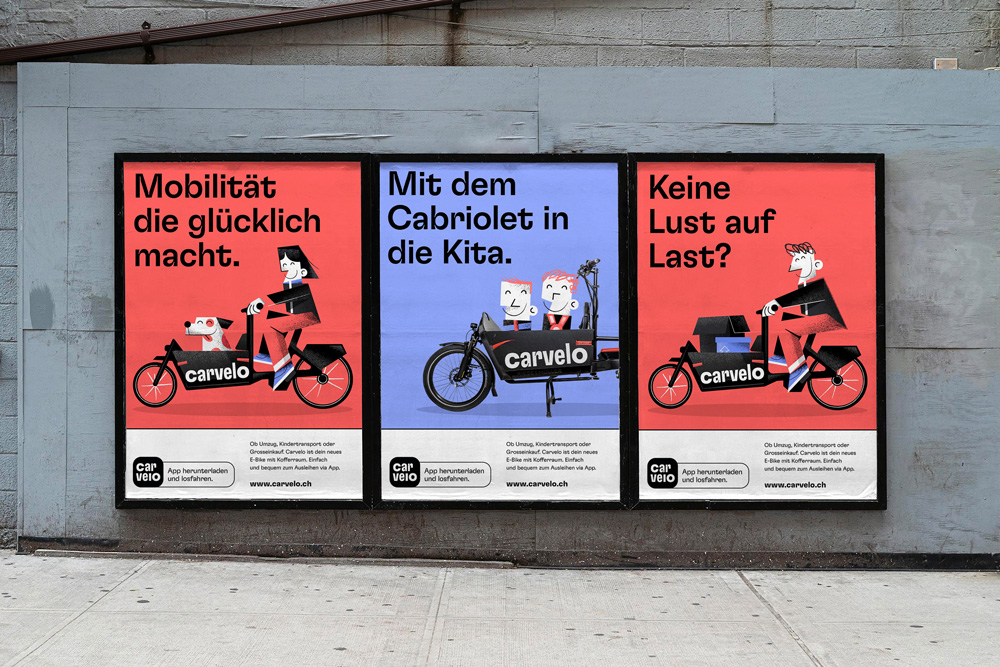 Mobilität
die glücklich
macht.
carvelo
Ob Umzug, Kindertransport oder
Grosseinkauf. Carvelo ist dein neues
E-Bike mit Kofferraum. Einfach
und bequem zum Ausleihen via App.
car
velo
App herunterladen
und losfahren.
www.carvelo.ch
Mit dem
Cabriolet in
die Kita.
carvelo
Ob Umzug, Kindertransport oder
Grosseinkauf. Carvelo ist dein neues
E-Bike mit Kofferraum. Einfach
und bequem zum Ausleihen via App.
car
velo
App herunterladen
und losfahren.
www.carvelo.ch
Keine
Lust auf
Last?
carvelo
Ob Umzug, Kindertransport oder
Grosseinkauf. Carvelo ist dein neues
E-Bike mit Kofferraum. Einfach
und bequem zum Ausleihen via App.
car
velo
App herunterladen
und losfahren.
www.carvelo.ch